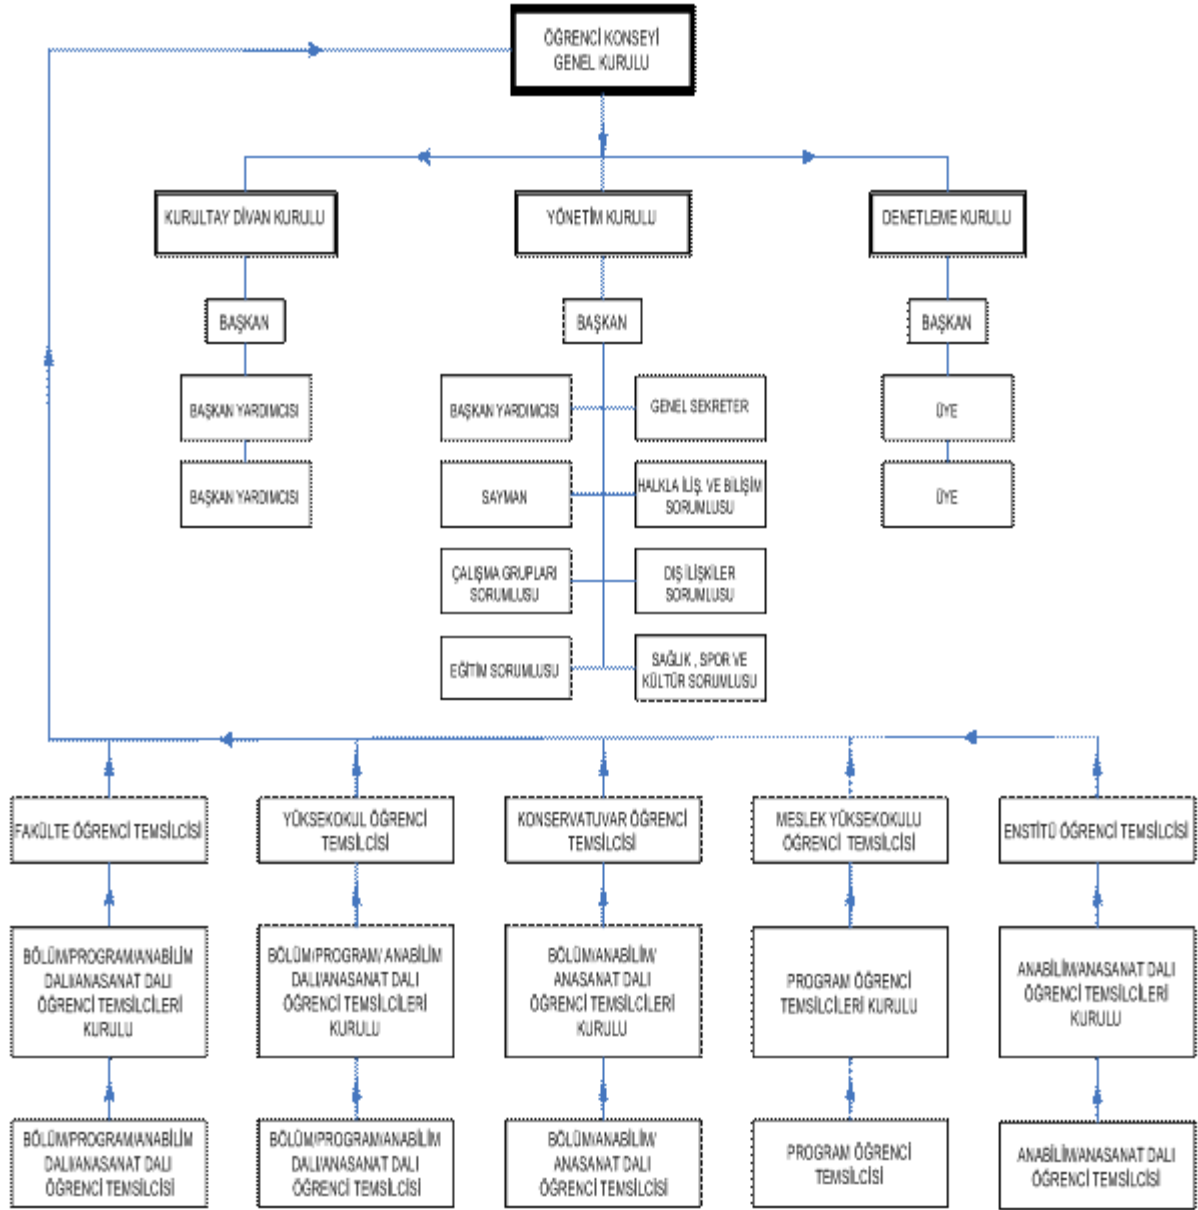 ÖĞRENCİ KONSEYİ
GENEL KURULU
KURULTAY DİVAN KURULU
YÖNETİM KURULU
DENETLEME KURULU
BAŞKAN
BAŞKAN
BAŞKAN
BAŞKAN YARDIMCISI
BAŞKAN YARDIMCISI
GENEL SEKRETER
ÜYE
BAŞKAN YARDIMCISI
SAYMAN
HALKLA İLİŞ. VE BİLİŞİM
SORUMLUSU
ÜYE
ÇALIŞMA GRUPLARI
SORUMLUSU
DIŞ İLİŞKİLER
SORUMLUSU
EĞİTİM SORUMLUSU
SAĞLIK , SPOR VE
KÜLTÜR SORUMLUSU
FAKÜLTE ÖĞRENCİ TEMSİLCİSİ
YÜKSEKOKUL ÖĞRENCİ
TEMSİLCİSİ
KONSERVATUVAR ÖĞRENCİ
TEMSİLCİSİ
MESLEK YÜKSEKOKULU
ÖĞRENCİ TEMSİLCİSİ
ENSTİTÜ ÖĞRENCİ TEMSİLCİSİ
BÖLÜM/PROGRAM/ANABİLİM
DALI/ANASANAT DALI
ÖĞRENCİ TEMSİLCİLERİ
KURULU
BÖLÜM/PROGRAM/ ANABİLİM
DALI/ANASANAT DALI
ÖĞRENCİ TEMSİLCİLERİ
KURULU
BÖLÜM/ANABİLİM/
ANASANAT DALI
ÖĞRENCİ TEMSİLCİLERİ
KURULU
PROGRAM ÖĞRENCİ
TEMSİLCİLERİ KURULU
ANABİLİM/ANASANAT DALI
ÖĞRENCİ TEMSİLCİLERİ
KURULU
BÖLÜM/PROGRAM/ANABİLİM
DALI/ANASANAT DALI
ÖĞRENCİ TEMSİLCİSİ
BÖLÜM/PROGRAM/ANABİLİM
DALI/ANASANAT DALI
ÖĞRENCİ TEMSİLCİSİ
BÖLÜM/ANABİLİM/
ANASANAT DALI
ÖĞRENCİ TEMSİLCİSİ
PROGRAM ÖĞRENCİ
TEMSİLCİSİ
ANABİLİM/ANASANAT DALI
ÖĞRENCİ TEMSİLCİSİ